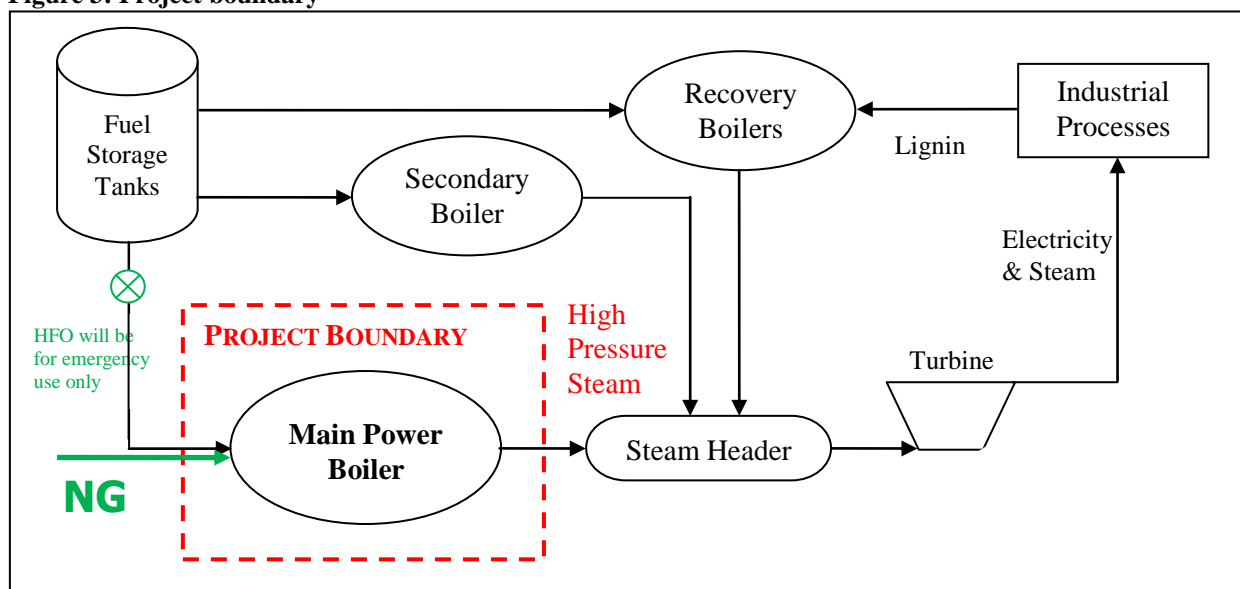 Figure Project boundary
Fuel
Storage
Tanks
Recovery
Boilers
Industrial
Processes
Lignin
Secondary
Boiler
Electricity
& Steam
HFO will be
for emergency
use only
PROJECT BOUNDARY
High
Pressure
Steam
Turbine
Main Power
Boiler
Steam Header
NG